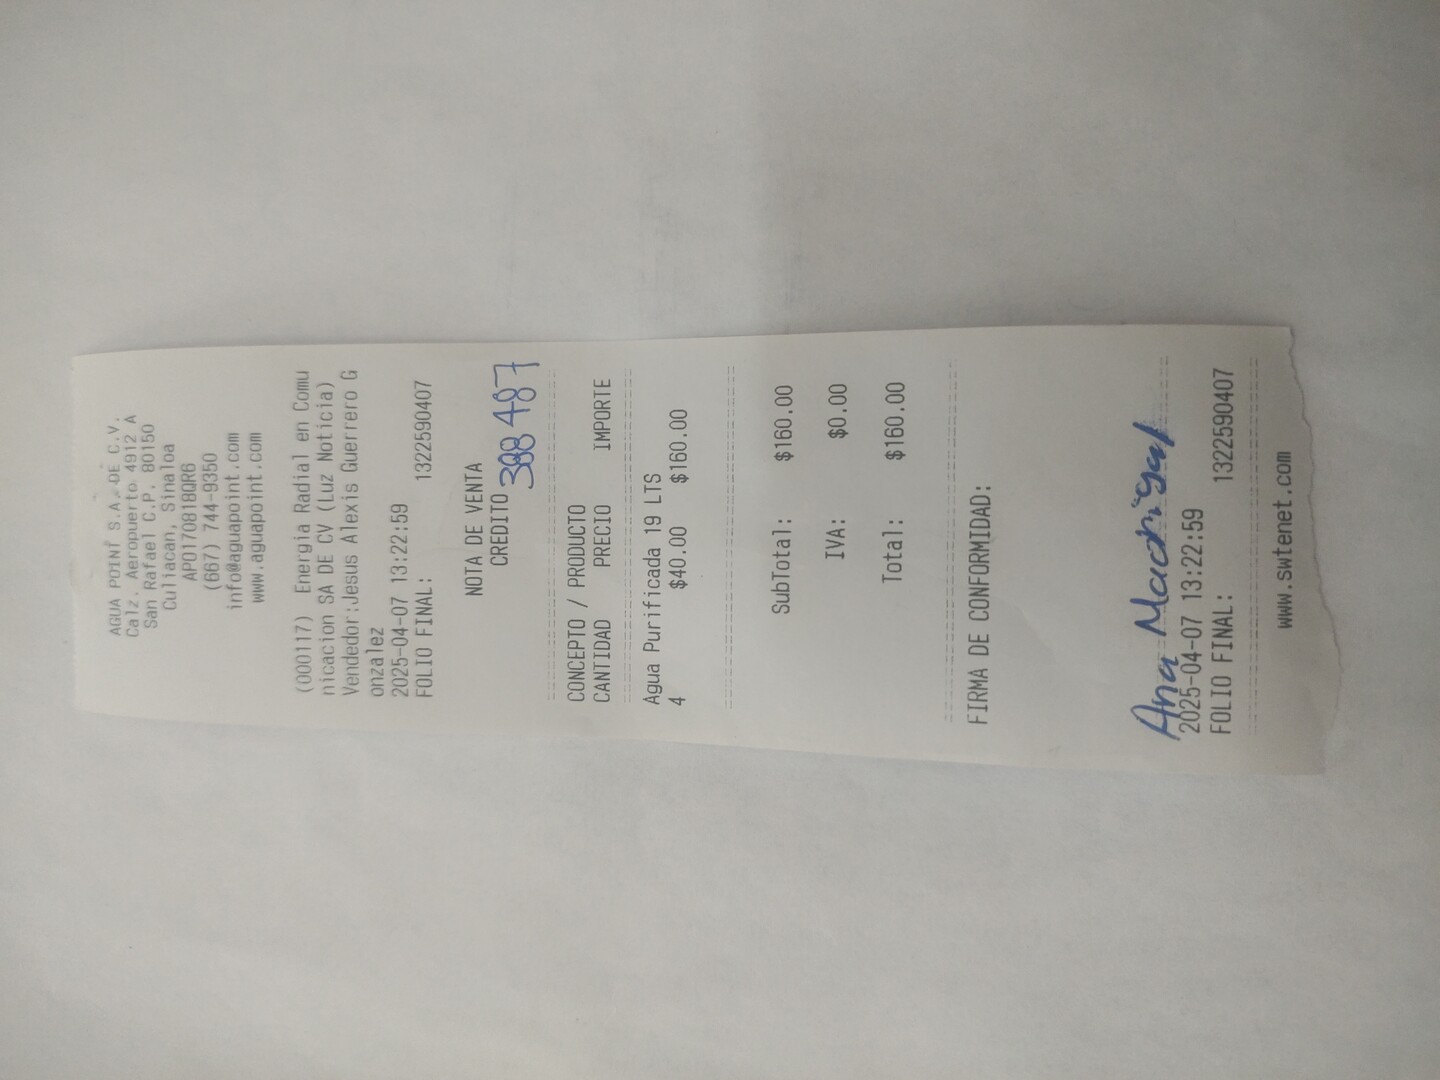 AGUA POINT S.A. DE C.V.
Calz. Aeropuerto 4912 A
San Rafael C.P. 80150
Culiacan, Sinaloa
APO170818QR6
(667) 744-9350
info@aguapoint.com
www.aguapoint.com
(000117) Energia Radial en Comu
nicacion SA DE CV (Luz Noticia)
Vendedor:Jesus Alexis Guerrero G
onzalez
2025-04-07 13:22:59
FOLIO FINAL: 1322590407
NOTA DE VENTA
CREDITO 388487
CONCEPTO / PRODUCTO
CANTIDAD PRECIO IMPORTE
Agua Purificada 19 LTS
4 $40.00 $160.00
SubTotal: $160.00
IVA: $0.00
Total: $160.00
FIRMA DE CONFORMIDAD:
Ana Madrigal
2025-04-07 13:22:59
FOLIO FINAL: 1322590407
www.swtenet.com